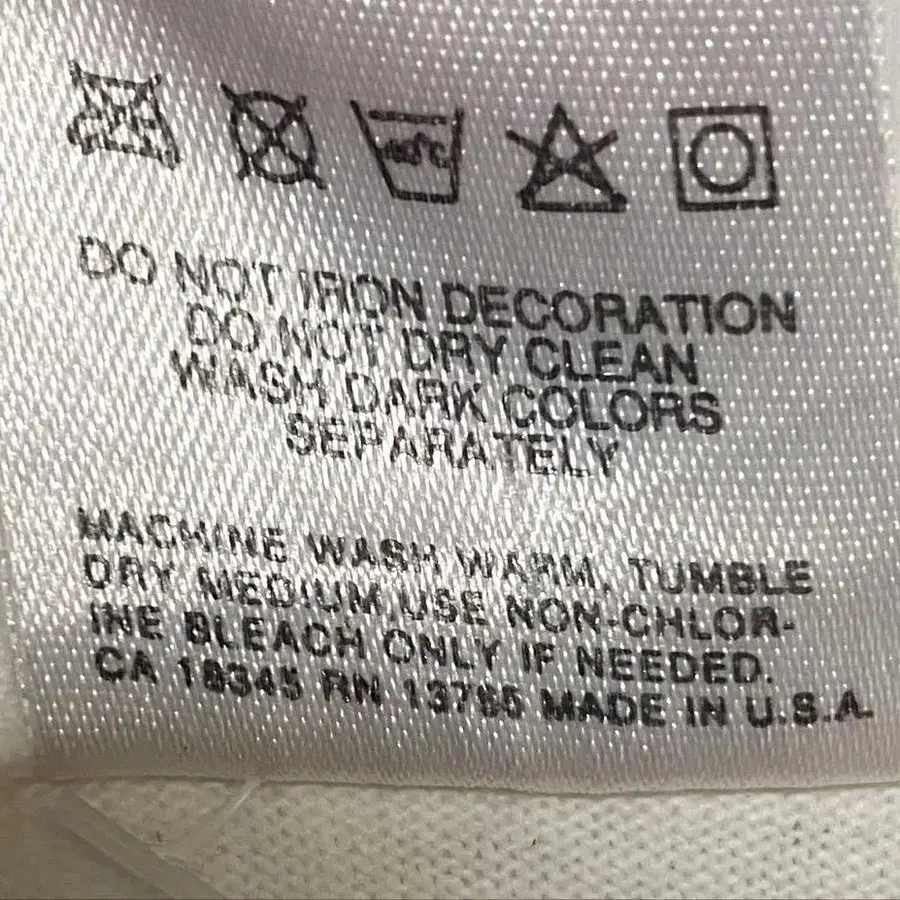 DO NOT IRON DECORATION
DO NOT DRY CLEAN
WASH DARK COLORS
SEPARATELY
MACHINE WASH WARM, TUMBLE
DRY MEDIUM, USE NON-CHLOR-
INE BLEACH ONLY IF NEEDED.
CA 18345 RN 13765 MADE IN U.S.A.